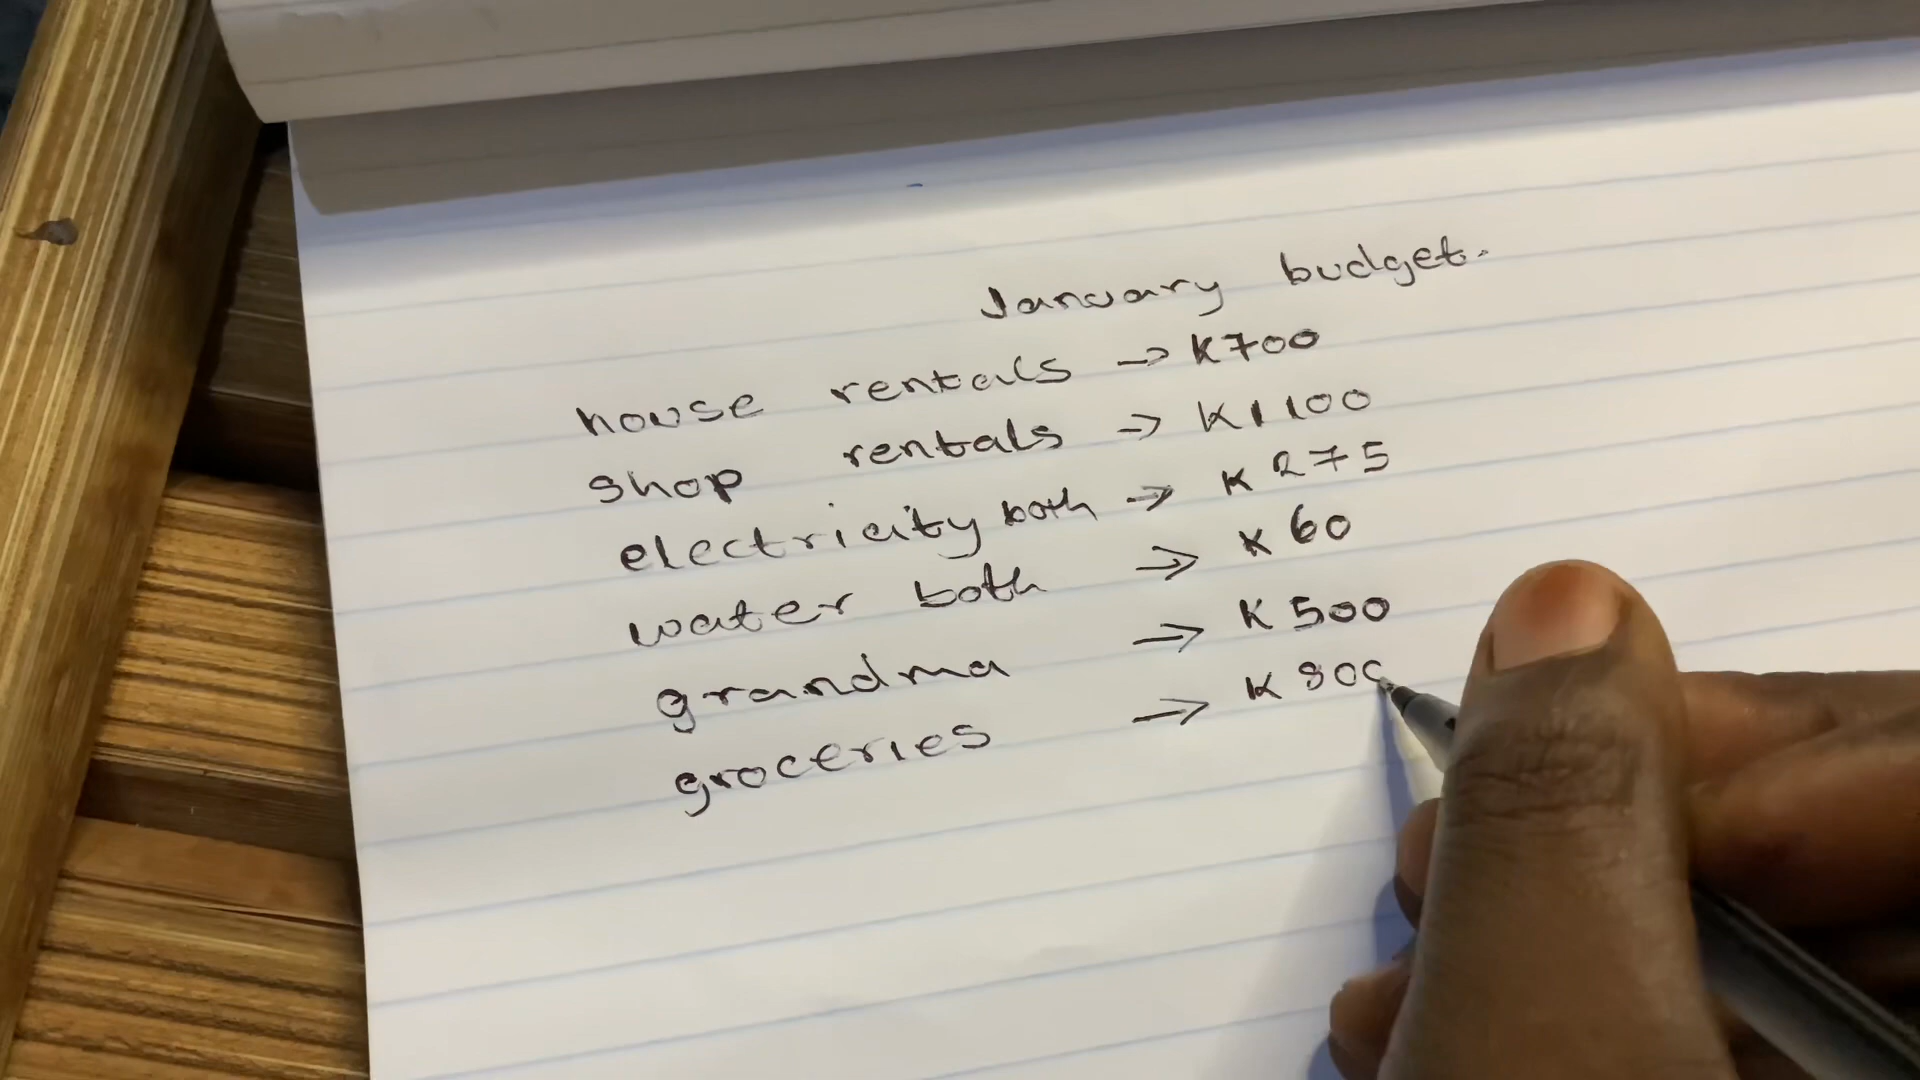 January budget.
house rentals → K700
shop rentals → K1100
electricity both → K275
water both → K60
grandma → K500
groceries → K800